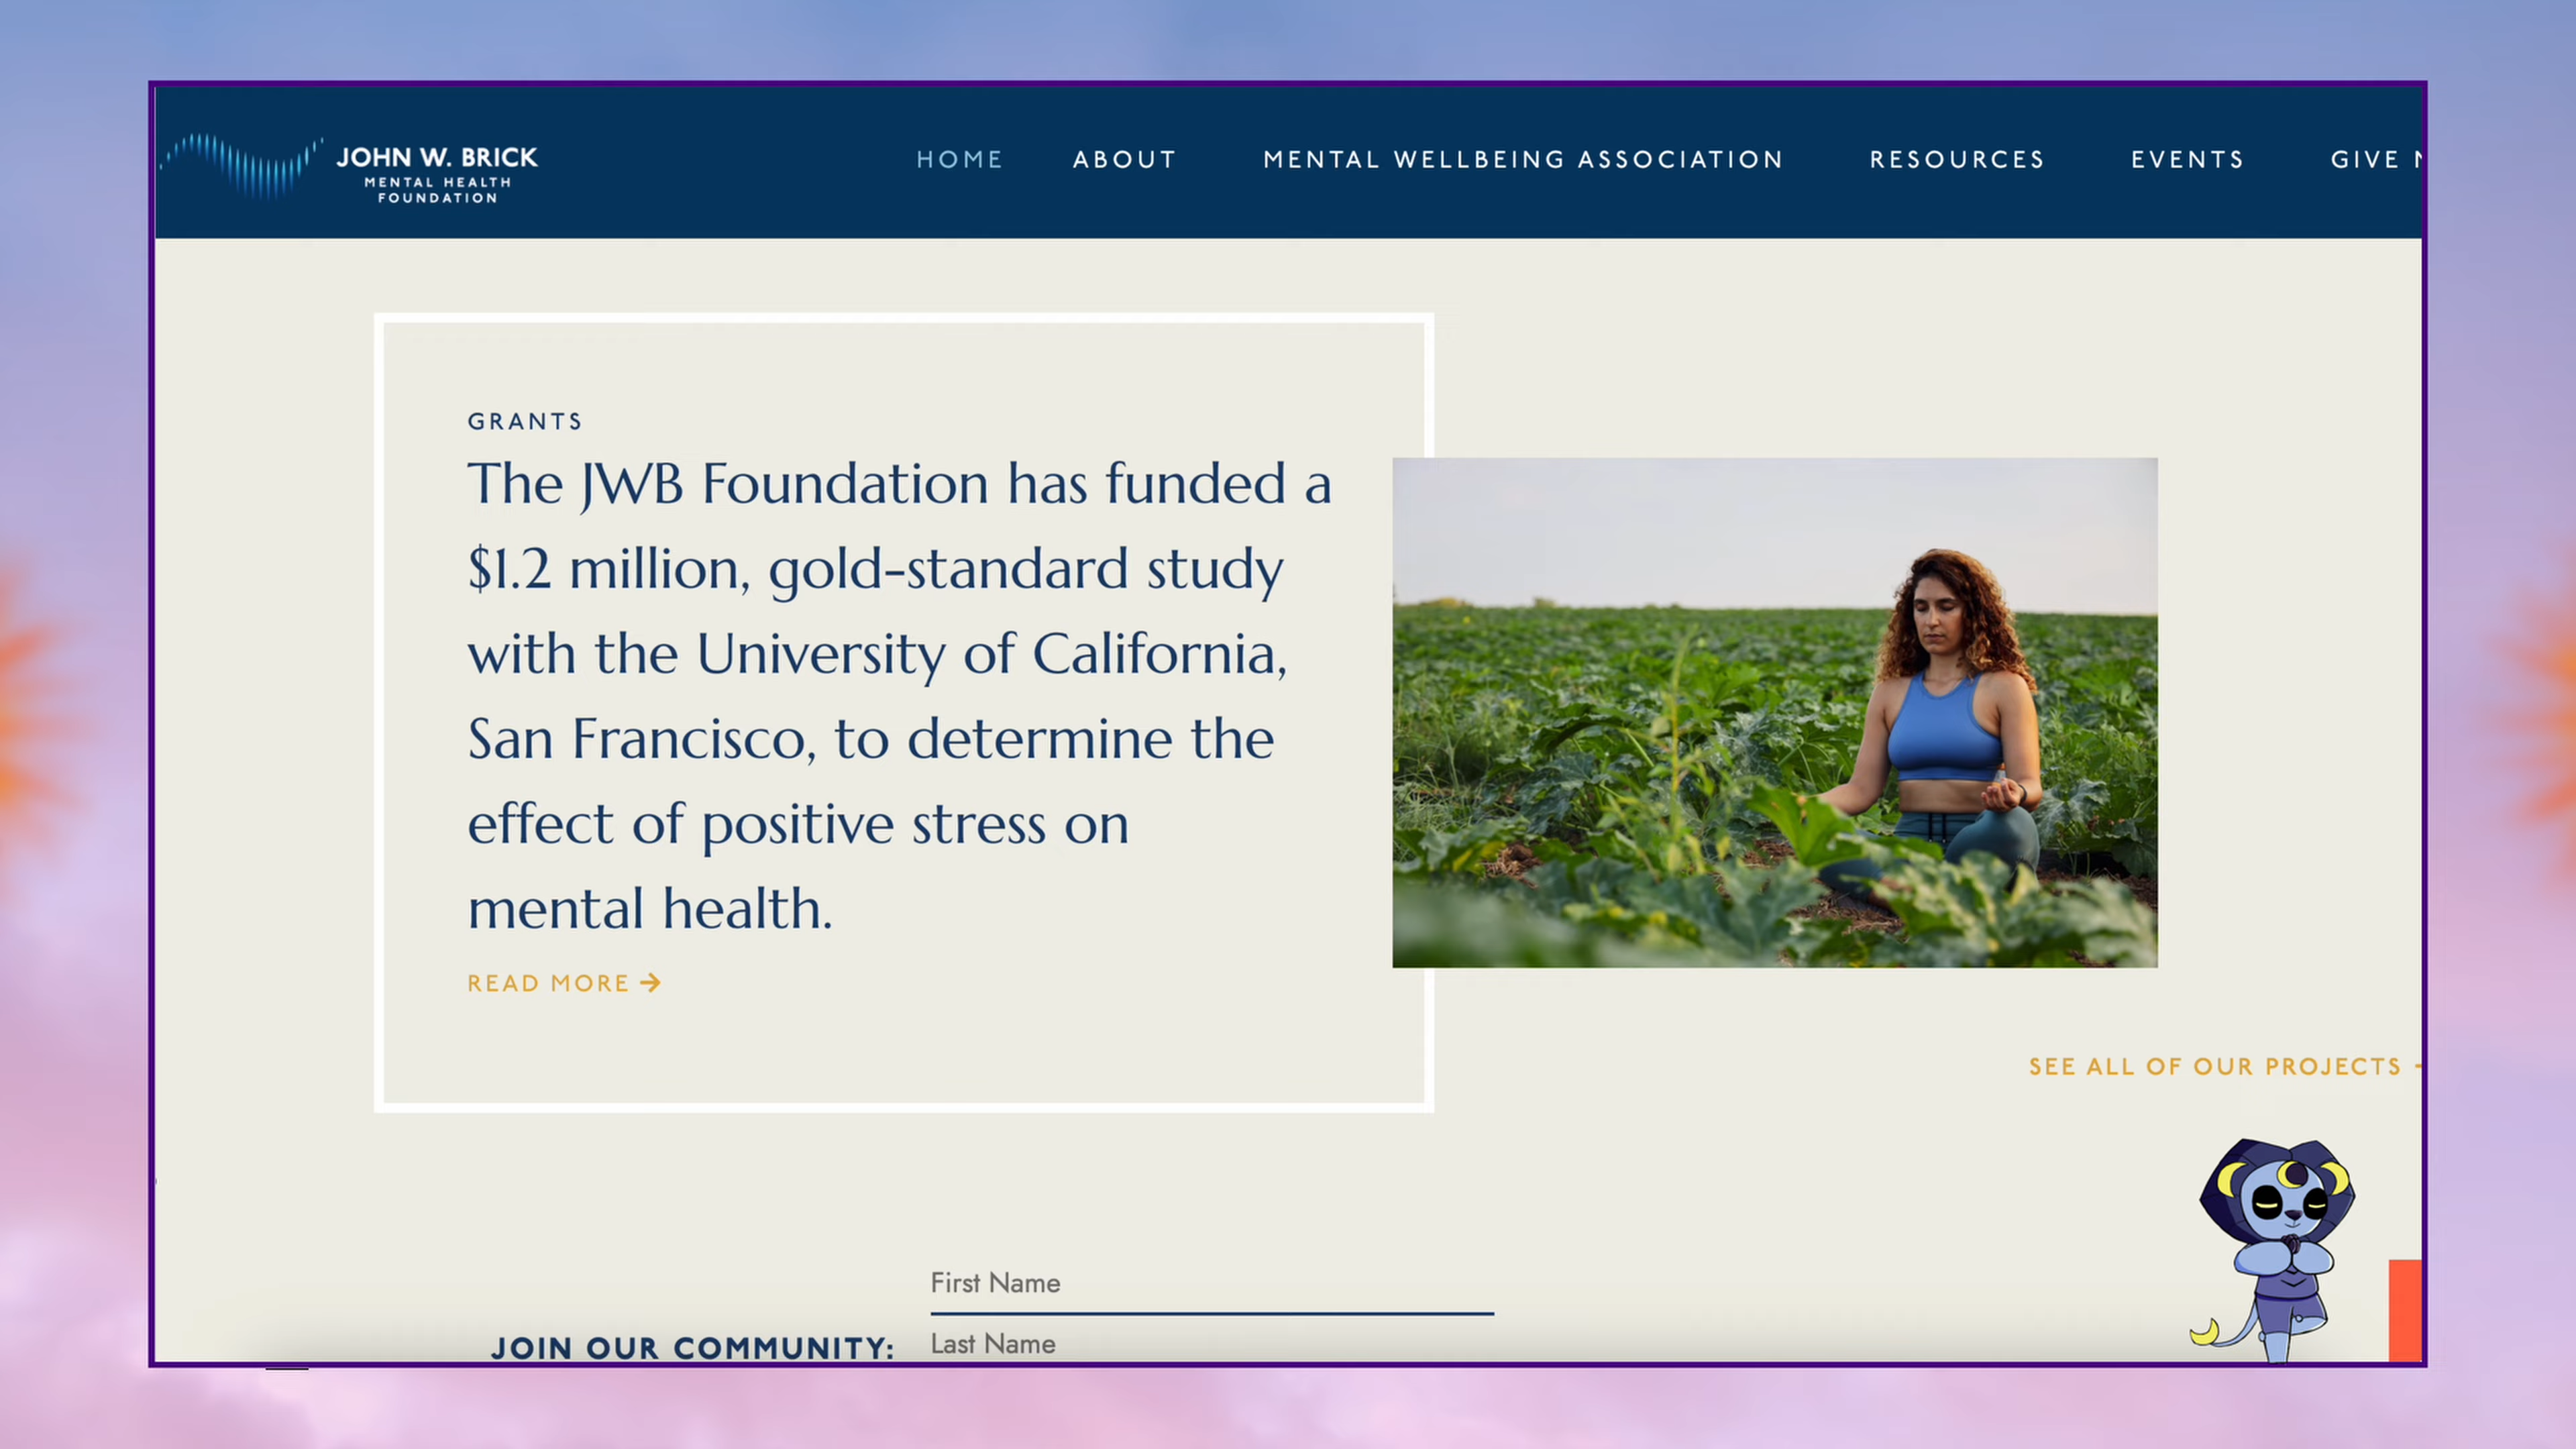 JOHN W. BRICK
MENTAL HEALTH
FOUNDATION
HOME
ABOUT
MENTAL WELLBEING ASSOCIATION
RESOURCES
EVENTS
GIVE
GRANTS
The JWB Foundation has funded a
$1.2 million, gold-standard study
with the University of California,
San Francisco, to determine the
effect of positive stress on
mental health.
READ MORE →
SEE ALL OF OUR PROJECTS
First Name
JOIN OUR COMMUNITY:
Last Name